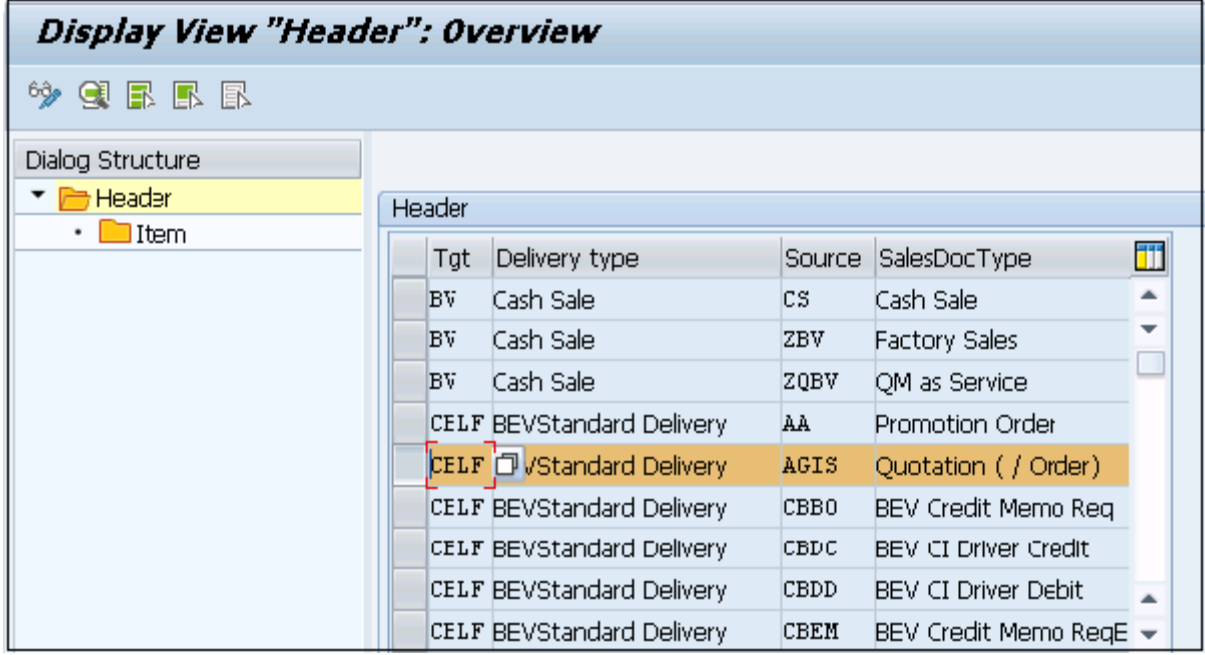 Display View "Header": Overview
Dialog Structure
Header
Item
Header
Tgt Delivery type Source SalesDocType
BV Cash Sale CS Cash Sale
BV Cash Sale ZBV Factory Sales
BV Cash Sale ZQBV QM as Service
CELF BEVStandard Delivery AA Promotion Order
CELF VStandard Delivery AGIS Quotation ( / Order)
CELF BEVStandard Delivery CBBO BEV Credit Memo Req
CELF BEVStandard Delivery CBDC BEV CI Driver Credit
CELF BEVStandard Delivery CBDD BEV CI Driver Debit
CELF BEVStandard Delivery CBEM BEV Credit Memo ReqE